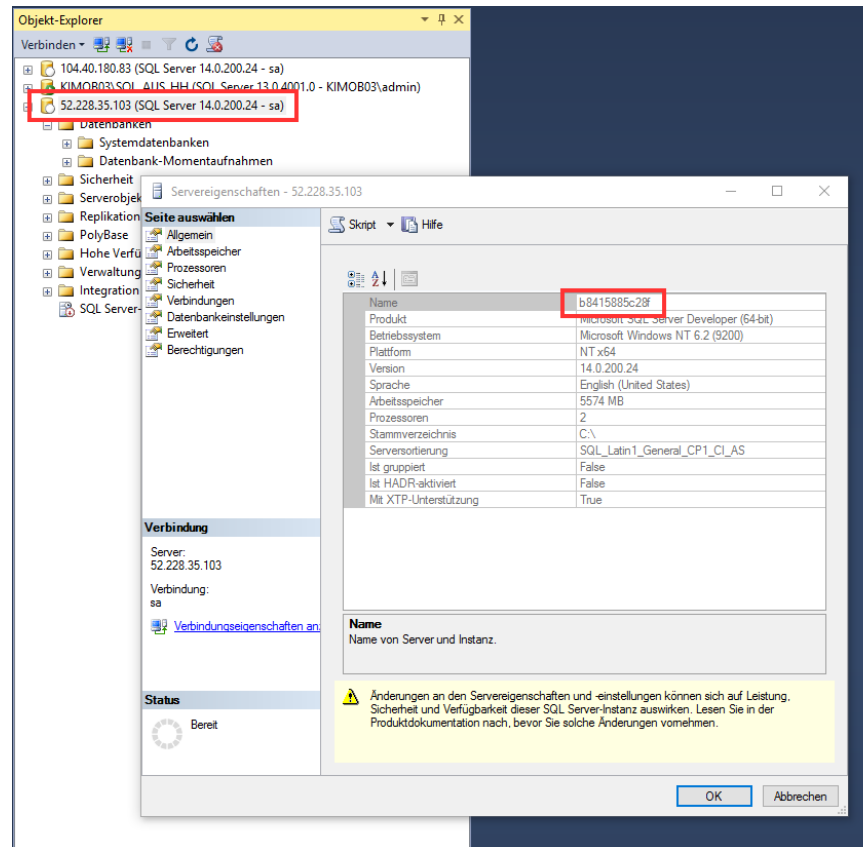 Objekt-Explorer
Verbinden
104.40.180.83 (SQL Server 14.0.200.24 - sa)
KIMOB03\SQL_AUS_HH (SQL Server 13.0.4001.0 - KIMOB03\admin)
52.228.35.103 (SQL Server 14.0.200.24 - sa)
Datenbanken
Systemdatenbanken
Datenbank-Momentaufnahmen
Sicherheit
Serverobjek
Replikation
PolyBase
Hohe Verfü
Verwaltung
Integration
SQL Server-
Servereigenschaften - 52.228.35.103
Seite auswählen
Allgemein
Arbeitsspeicher
Prozessoren
Sicherheit
Verbindungen
Datenbankeinstellungen
Erweitert
Berechtigungen
Skript Hilfe
Name b8415885c28f
Produkt Microsoft SQL Server Developer (64-bit)
Betriebssystem Microsoft Windows NT 6.2 (9200)
Plattform NT x64
Version 14.0.200.24
Sprache English (United States)
Arbeitsspeicher 5574 MB
Prozessoren 2
Stammverzeichnis C:\
Serversortierung SQL_Latin1_General_CP1_CI_AS
Ist gruppiert False
Ist HADR-aktiviert False
Mit XTP-Unterstützung True
Verbindung
Server:
52.228.35.103
Verbindung:
sa
Verbindungseigenschaften an
Status
Bereit
Name
Name von Server und Instanz.
Änderungen an den Servereigenschaften und -einstellungen können sich auf Leistung,
Sicherheit und Verfügbarkeit dieser SQL Server-Instanz auswirken. Lesen Sie in der
Produktdokumentation nach, bevor Sie solche Änderungen vornehmen.
OK Abbrechen